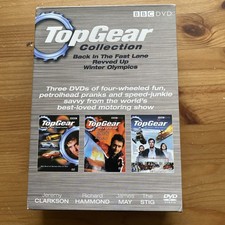 BBC DVD
TopGear
Collection
Back In The Fast Lane
Revved Up
Winter Olympics
Three DVDs of four-wheeled fun,
petrolhead pranks and speed-junkie
savvy from the world's
best-loved motoring show
TopGear TopGear TopGear
Jeremy Richard James The
CLARKSON HAMMOND MAY STIG
DVD